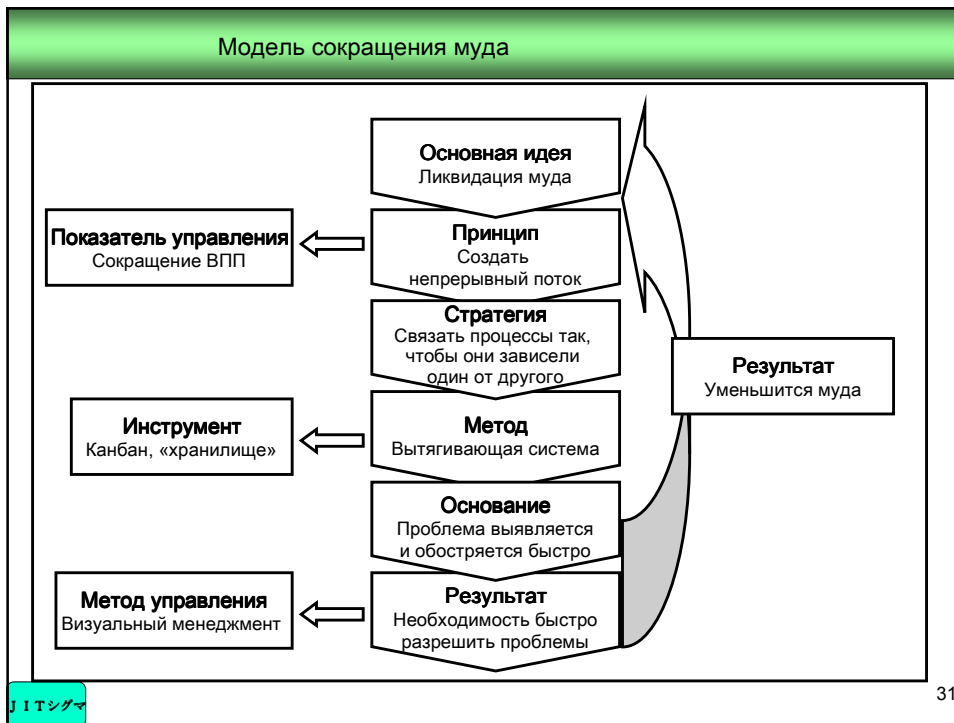 Модель сокращения муда
Основная идея
Ликвидация муда
Показатель управления
Сокращение ВПП
Принцип
Создать
непрерывный поток
Стратегия
Связать процессы так,
чтобы они зависели
один от другого
Результат
Уменьшится муда
Инструмент
Канбан, «хранилище»
Метод
Вытягивающая система
Основание
Проблема выявляется
и обостряется быстро
Метод управления
Визуальный менеджмент
Результат
Необходимость быстро
разрешить проблемы
JITシグマ
31